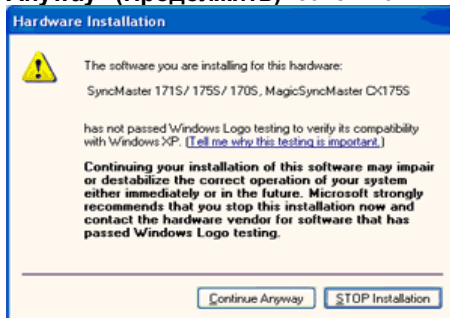 Anyway" (Продолжить)
Hardware Installation
The software you are installing for this hardware:
SyncMaster 171S/ 175S/ 170S, MagicSyncMaster CX175S
has not passed Windows Logo testing to verify its compatibility
with Windows XP. (Tell me why this testing is important.)
Continuing your installation of this software may impair
or destabilize the correct operation of your system
either immediately or in the future. Microsoft strongly
recommends that you stop this installation now and
contact the hardware vendor for software that has
passed Windows Logo testing.
Continue Anyway STOP Installation